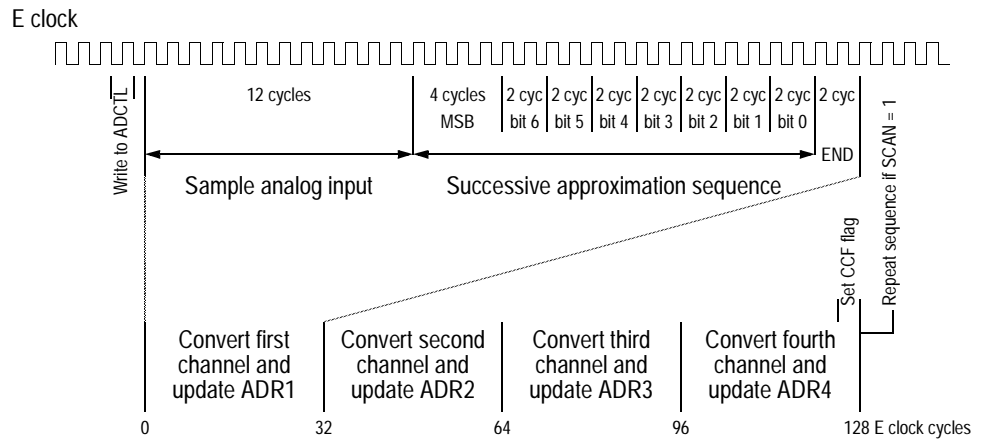 E clock
Write to ADCTL
12 cycles
4 cycles
MSB
2 cyc
bit 6
2 cyc
bit 5
2 cyc
bit 4
2 cyc
bit 3
2 cyc
bit 2
2 cyc
bit 1
2 cyc
bit 0
2 cyc
END
Sample analog input
Successive approximation sequence
Set CCF flag
Repeat sequence if SCAN = 1
Convert first
channel and
update ADR1
Convert second
channel and
update ADR2
Convert third
channel and
update ADR3
Convert fourth
channel and
update ADR4
0
32
64
96
128 E clock cycles